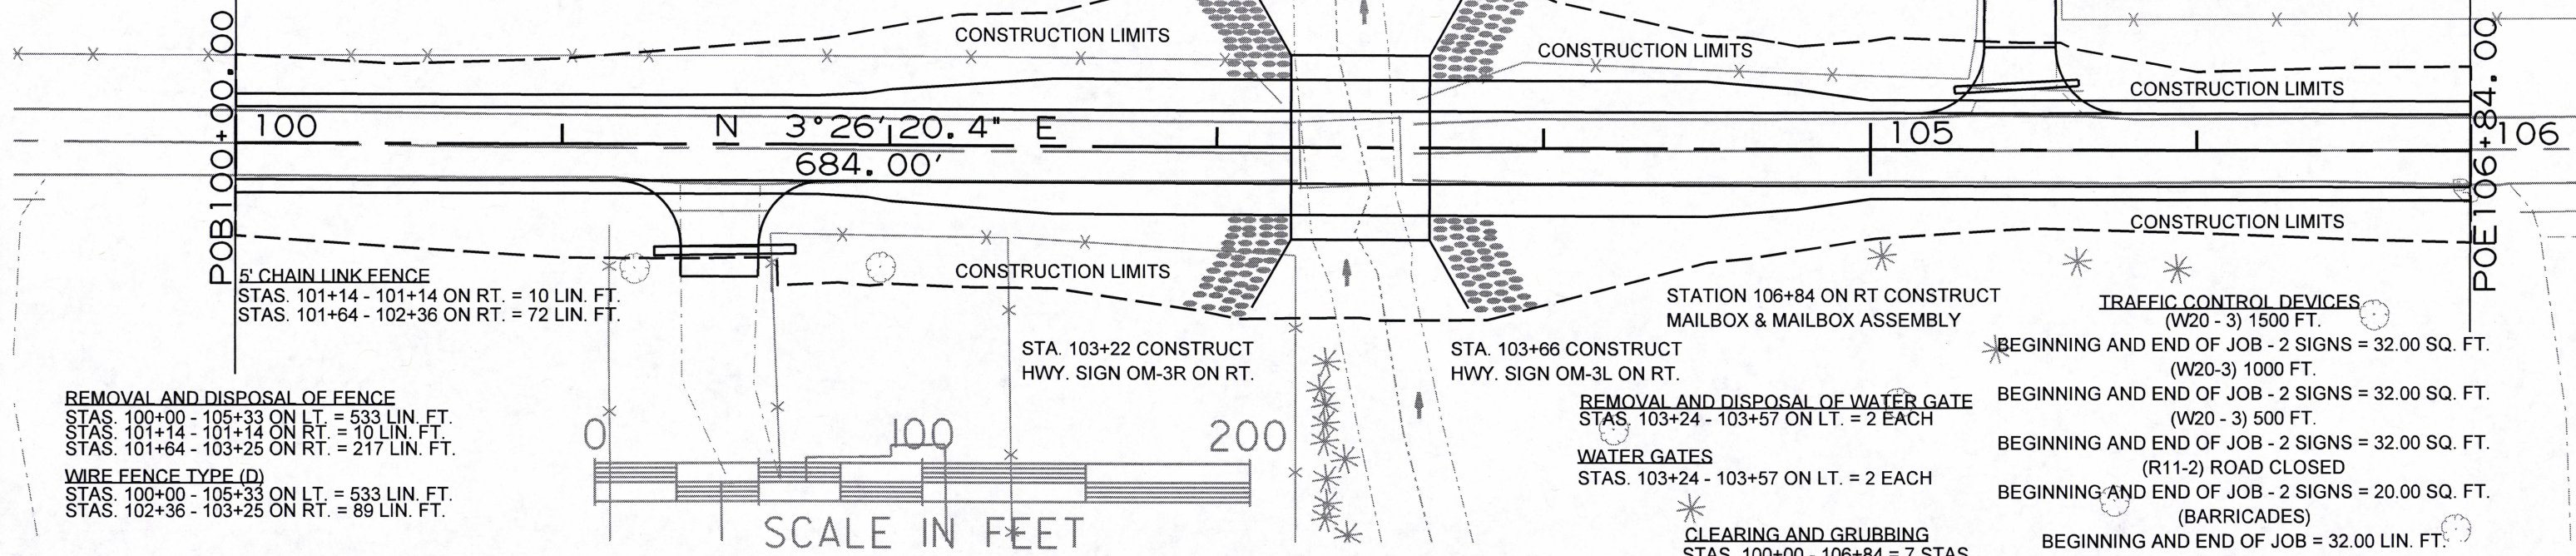 CONSTRUCTION LIMITS
CONSTRUCTION LIMITS
CONSTRUCTION LIMITS
POB 100+00.00
100
N 3°26'20.4" E
684.00'
105
106
POE 106+84.00
CONSTRUCTION LIMITS
CONSTRUCTION LIMITS
5' CHAIN LINK FENCE
STAS. 101+14 - 101+14 ON RT. = 10 LIN. FT.
STAS. 101+64 - 102+36 ON RT. = 72 LIN. FT.
REMOVAL AND DISPOSAL OF FENCE
STAS. 100+00 - 105+33 ON LT. = 533 LIN. FT.
STAS. 101+14 - 101+14 ON RT. = 10 LIN. FT.
STAS. 101+64 - 103+25 ON RT. = 217 LIN. FT.
WIRE FENCE TYPE (D)
STAS. 100+00 - 105+33 ON LT. = 533 LIN. FT.
STAS. 102+36 - 103+25 ON RT. = 89 LIN. FT.
0 100 200
SCALE IN FEET
STA. 103+22 CONSTRUCT
HWY. SIGN OM-3R ON RT.
STA. 103+66 CONSTRUCT
HWY. SIGN OM-3L ON RT.
STATION 106+84 ON RT CONSTRUCT
MAILBOX & MAILBOX ASSEMBLY
REMOVAL AND DISPOSAL OF WATER GATE
STAS. 103+24 - 103+57 ON LT. = 2 EACH
WATER GATES
STAS. 103+24 - 103+57 ON LT. = 2 EACH
CLEARING AND GRUBBING
STAS. 100+00 - 106+84 = 7 STAS.
TRAFFIC CONTROL DEVICES
(W20 - 3) 1500 FT.
BEGINNING AND END OF JOB - 2 SIGNS = 32.00 SQ. FT.
(W20-3) 1000 FT.
BEGINNING AND END OF JOB - 2 SIGNS = 32.00 SQ. FT.
(W20 - 3) 500 FT.
BEGINNING AND END OF JOB - 2 SIGNS = 32.00 SQ. FT.
(R11-2) ROAD CLOSED
BEGINNING AND END OF JOB - 2 SIGNS = 20.00 SQ. FT.
(BARRICADES)
BEGINNING AND END OF JOB = 32.00 LIN. FT.